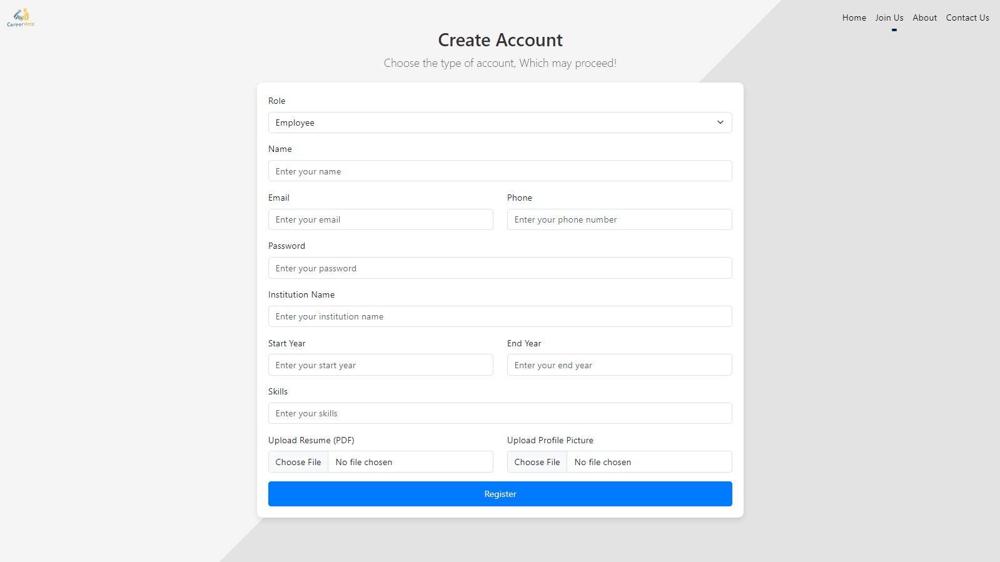 CareerVista
Home Join Us About Contact Us
Create Account
Choose the type of account, Which may proceed!
Role
Employee
Name
Enter your name
Email Phone
Enter your email Enter your phone number
Password
Enter your password
Institution Name
Enter your institution name
Start Year End Year
Enter your start year Enter your end year
Skills
Enter your skills
Upload Resume (PDF) Upload Profile Picture
Choose File No file chosen Choose File No file chosen
Register